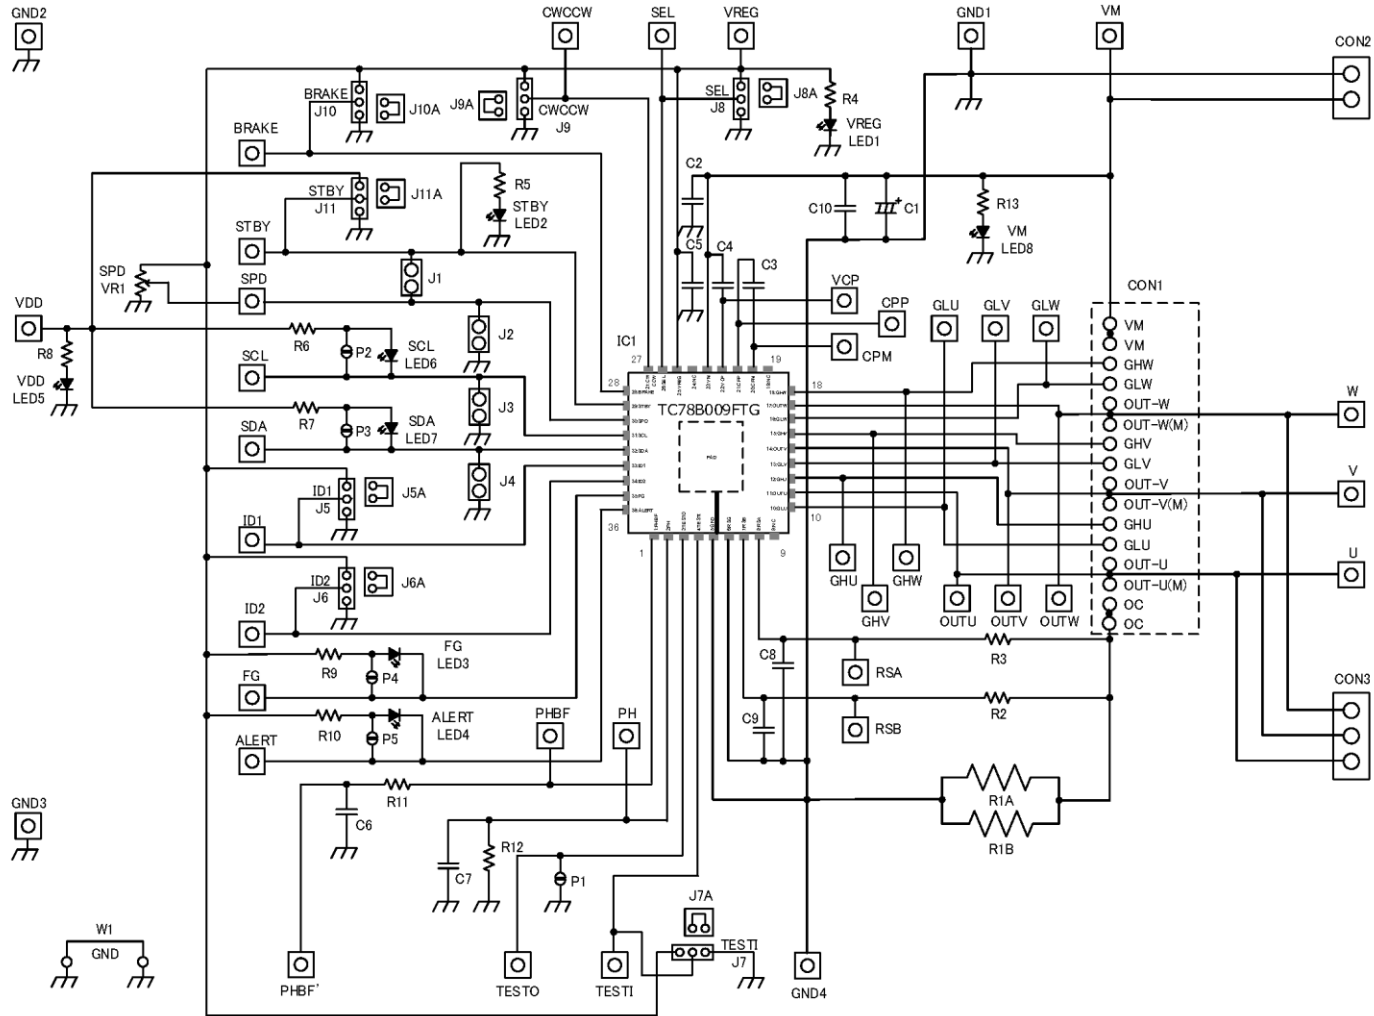 GND2
CWCCW
SEL
VREG
GND1
VM
CON2
BRAKE
J10
J10A
J9A
CWCCW
J9
SEL
J8
J8A
R4
VREG
LED1
BRAKE
STBY
J11
J11A
R5
STBY
LED2
C2
C10
C1
+
R13
VM
LED8
STBY
J1
C5
C4
C3
SPD
VR1
SPD
VCP
CPP
CPM
GLU
GLV
GLW
CON1
VDD
R8
R6
P2
SCL
LED6
J2
IC1
27
19
VDD
LED5
SCL
28
18
TC78B009FTG
R7
P3
SDA
LED7
J3
SDA
J4
VM
VM
GHW
GLW
OUT-W
OUT-W(M)
GHV
GLV
OUT-V
OUT-V(M)
GHU
GLU
OUT-U
OUT-U(M)
OC
OC
W
V
U
ID1
J5
J5A
ID1
36
10
1
9
ID2
J6
J6A
ID2
GHU
GHW
GHV
OUTU
OUTV
OUTW
R9
P4
FG
LED3
FG
C8
RSA
R3
R10
P5
ALERT
LED4
ALERT
PHBF
PH
C9
RSB
R2
CON3
GND3
C6
R11
R1A
R1B
C7
R12
P1
J7A
TESTI
J7
W1
GND
PHBF'
TESTO
TESTI
GND4